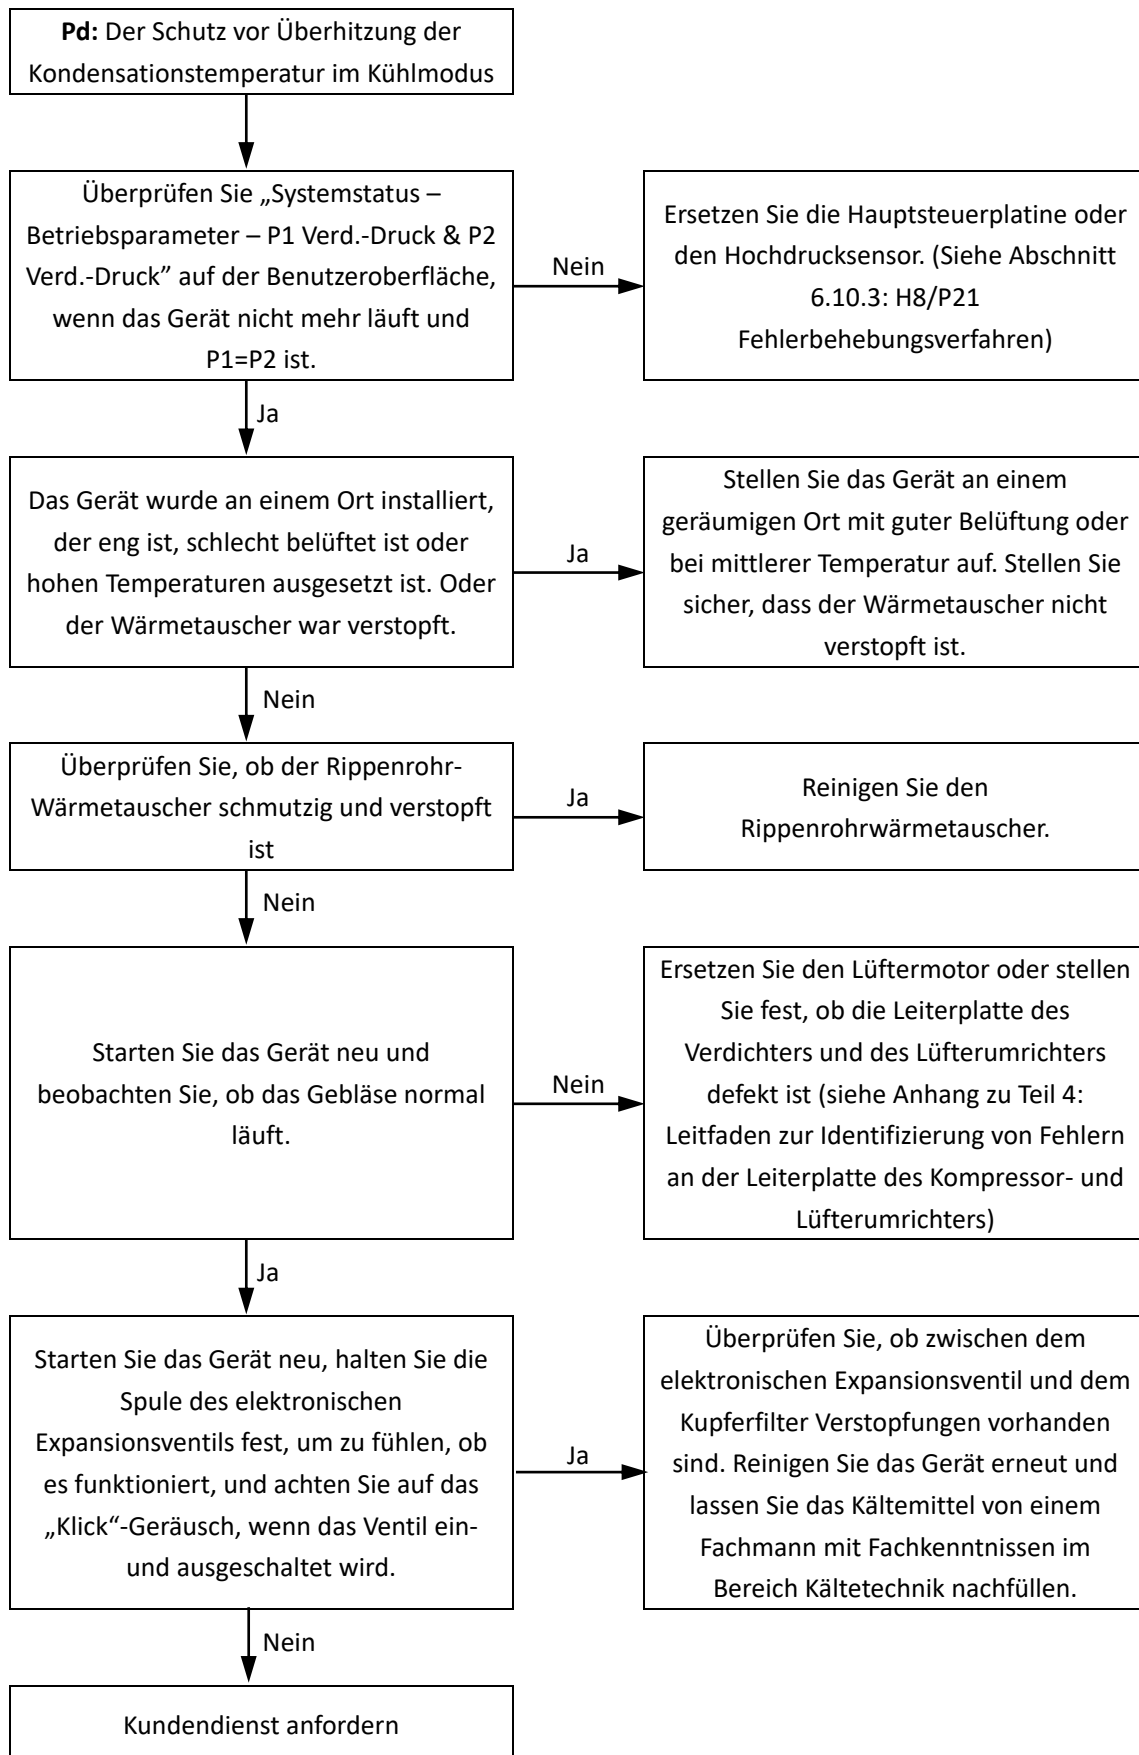 Pd: Der Schutz vor Überhitzung der
Kondensationstemperatur im Kühlmodus
Überprüfen Sie „Systemstatus –
Betriebsparameter – P1 Verd.-Druck & P2
Verd.-Druck” auf der Benutzeroberfläche,
wenn das Gerät nicht mehr läuft und
P1=P2 ist.
Nein
Ersetzen Sie die Hauptsteuerplatine oder
den Hochdrucksensor. (Siehe Abschnitt
6.10.3: H8/P21
Fehlerbehebungsverfahren)
Ja
Das Gerät wurde an einem Ort installiert,
der eng ist, schlecht belüftet ist oder
hohen Temperaturen ausgesetzt ist. Oder
der Wärmetauscher war verstopft.
Ja
Stellen Sie das Gerät an einem
geräumigen Ort mit guter Belüftung oder
bei mittlerer Temperatur auf. Stellen Sie
sicher, dass der Wärmetauscher nicht
verstopft ist.
Nein
Überprüfen Sie, ob der Rippenrohr-
Wärmetauscher schmutzig und verstopft
ist
Ja
Reinigen Sie den
Rippenrohrwärmetauscher.
Nein
Starten Sie das Gerät neu und
beobachten Sie, ob das Gebläse normal
läuft.
Nein
Ersetzen Sie den Lüftermotor oder stellen
Sie fest, ob die Leiterplatte des
Verdichters und des Lüfterumrichters
defekt ist (siehe Anhang zu Teil 4:
Leitfaden zur Identifizierung von Fehlern
an der Leiterplatte des Kompressor- und
Lüfterumrichters)
Ja
Starten Sie das Gerät neu, halten Sie die
Spule des elektronischen
Expansionsventils fest, um zu fühlen, ob
es funktioniert, und achten Sie auf das
„Klick“-Geräusch, wenn das Ventil ein-
und ausgeschaltet wird.
Ja
Überprüfen Sie, ob zwischen dem
elektronischen Expansionsventil und dem
Kupferfilter Verstopfungen vorhanden
sind. Reinigen Sie das Gerät erneut und
lassen Sie das Kältemittel von einem
Fachmann mit Fachkenntnissen im
Bereich Kältetechnik nachfüllen.
Nein
Kundendienst anfordern